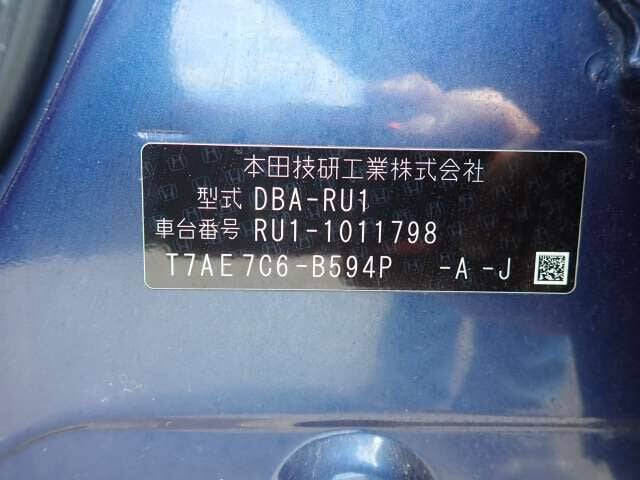 本田技研工業株式会社
型式 DBA-RU1
車台番号 RU1-1011798
T7AE7C6-B594P -A-J